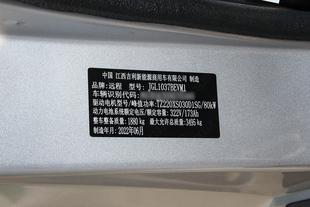 中国 江西吉利新能源商用车有限公司 制造
品牌:远程 型号:JGL1037BEVM1
车辆识别代号:
驱动电机型号/峰值功率:TZ220XS030D1SG/80kW
动力电池系统额定电压/额定容量:322V/173Ah
整车整备质量:1880 kg 最大允许总质量:3495 kg
制造年月:2022年06月